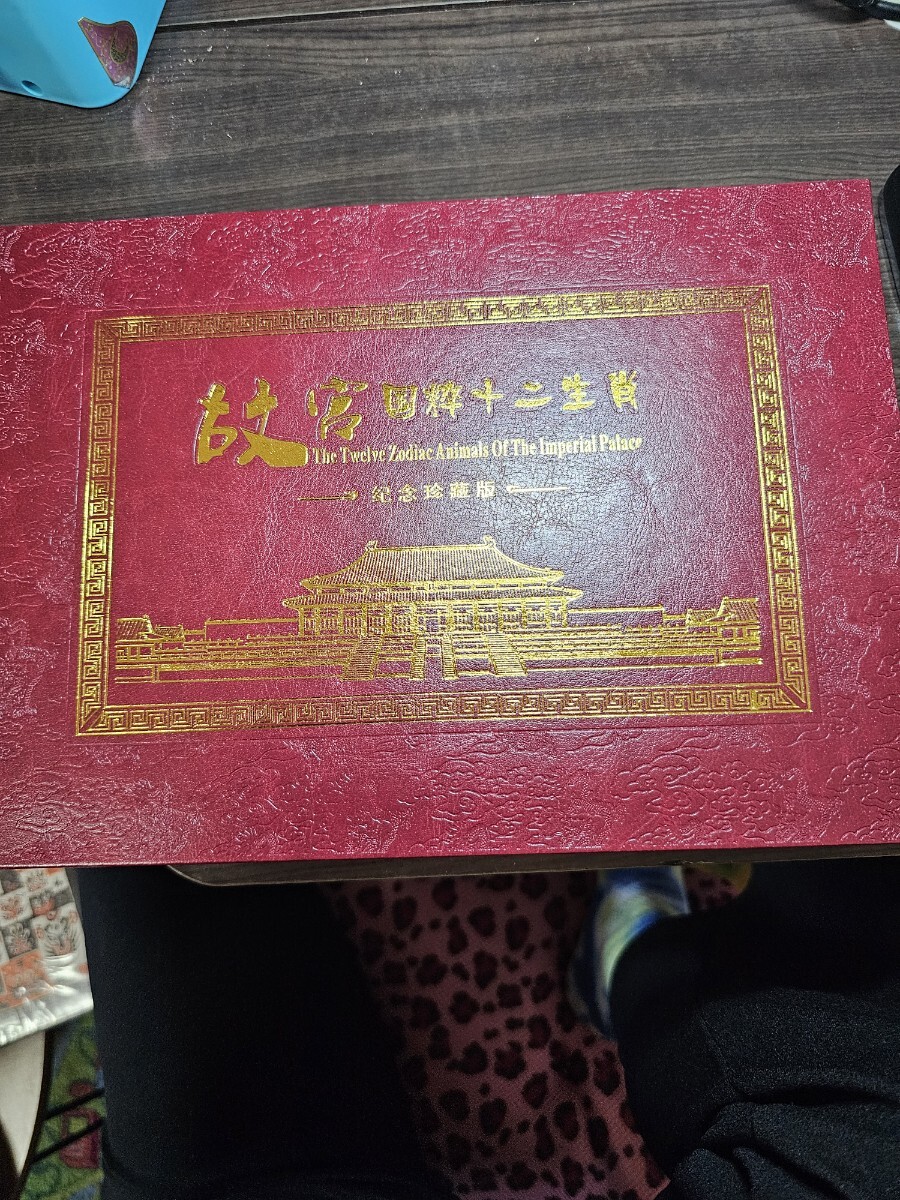 故宫国粹十二生肖
The Twelve Zodiac Animals Of The Imperial Palace
纪念珍藏版